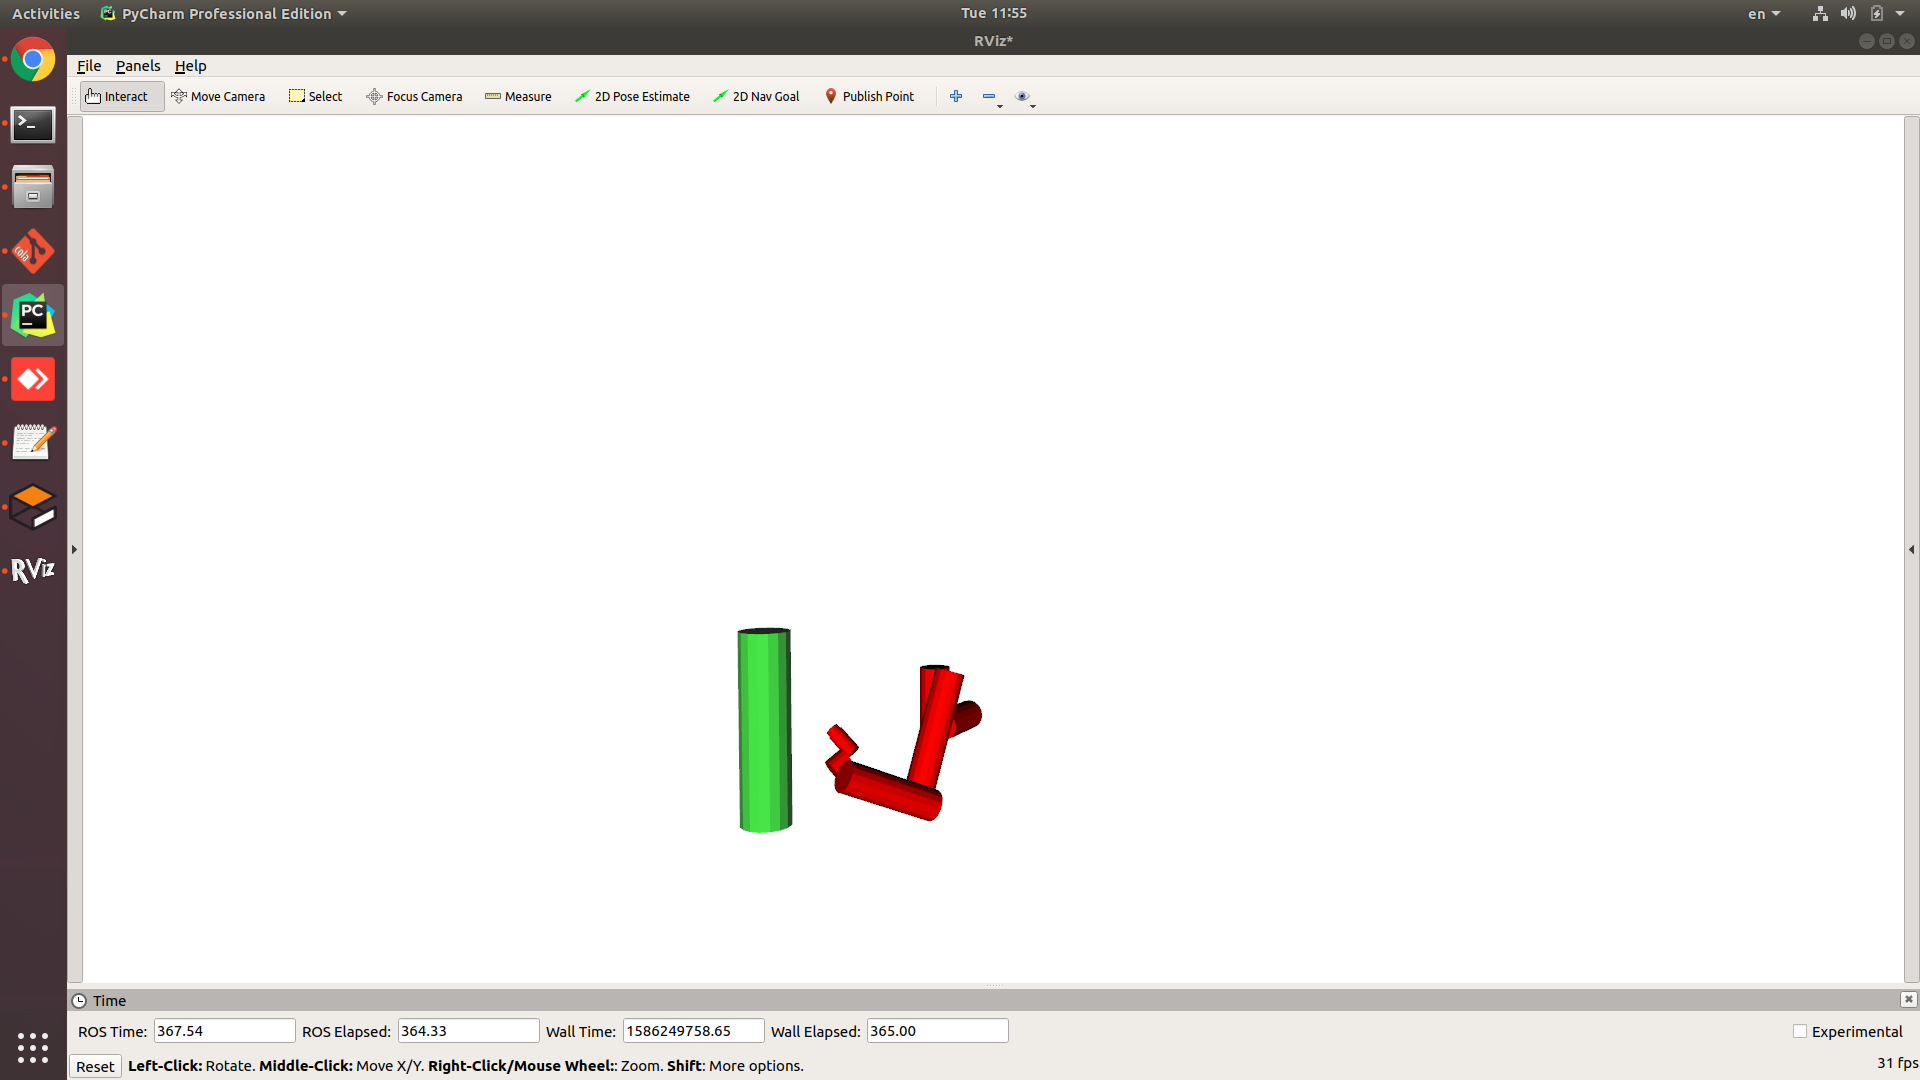 Activities PyCharm Professional Edition Tue 11:55 en
RViz*
File Panels Help
Interact Move Camera Select Focus Camera Measure 2D Pose Estimate 2D Nav Goal Publish Point
>_
cola
PC
RViz
Time
ROS Time: 367.54 ROS Elapsed: 364.33 Wall Time: 1586249758.65 Wall Elapsed: 365.00 Experimental
Reset Left-Click: Rotate. Middle-Click: Move X/Y. Right-Click/Mouse Wheel:: Zoom. Shift: More options. 31 fps